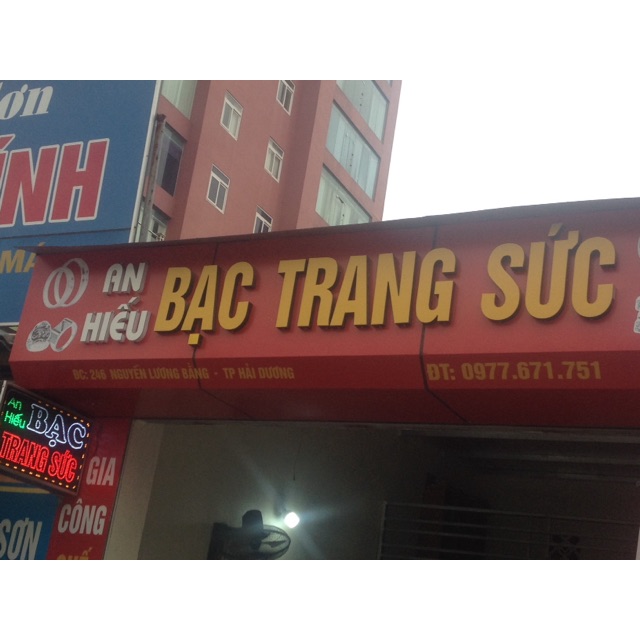 ơn
ÍNH
MÁ
AN HIẾU
BẠC TRANG SỨC
ĐC: 246 NGUYỄN LƯƠNG BẰNG - TP HẢI DƯƠNG
ĐT: 0977.671.751
An Hiếu
BẠC
TRANG SỨC
GIA
CÔNG
SƠN